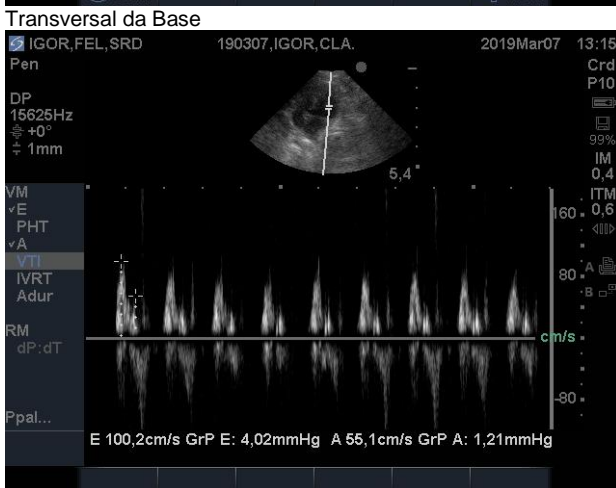 Transversal da Base
IGOR,FEL,SRD 190307,IGOR,CLA. 2019Mar07 13:15
Pen Crd
P10
DP
15625Hz
+0°
1mm
99%
IM
0,4
5,4
ITM
0,6
VM
E
PHT
A
VTI
IVRT
Adur
160
80
A
B
RM
dP:dT
cm/s
-80
Ppal...
E 100,2cm/s GrP E: 4,02mmHg A 55,1cm/s GrP A: 1,21mmHg